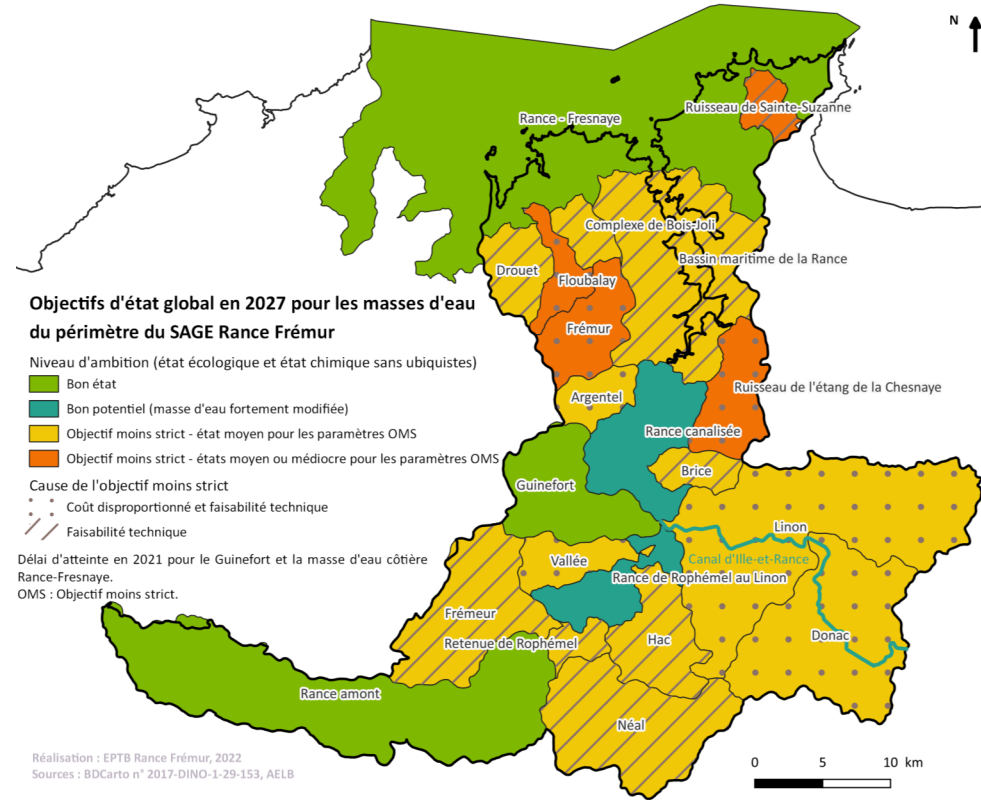 N
Ruisseau de Sainte-Suzanne
Rance - Fresnaye
Complexe de Bois-Joli
Bassin maritime de la Rance
Drouet
Floubalay
Frémur
Objectifs d'état global en 2027 pour les masses d'eau
du périmètre du SAGE Rance Frémur
Niveau d'ambition (état écologique et état chimique sans ubiquistes)
Bon état
Bon potentiel (masse d'eau fortement modifiée)
Objectif moins strict - état moyen pour les paramètres OMS
Objectif moins strict - états moyen ou médiocre pour les paramètres OMS
Cause de l'objectif moins strict
Coût disproportionné et faisabilité technique
Faisabilité technique
Délai d'atteinte en 2021 pour le Guinefort et la masse d'eau côtière
Rance-Fresnaye.
OMS : Objectif moins strict.
Argentel
Ruisseau de l'étang de la Chesnaye
Rance canalisée
Brice
Guinefort
Linon
Canal d'Ille-et-Rance
Vallée
Rance de Rophémel au Linon
Frémeur
Retenue de Rophémel
Hac
Donac
Rance amont
Néal
Réalisation : EPTB Rance Frémur, 2022
Sources : BDCarto n° 2017-DINO-1-29-153, AELB
0 5 10 km